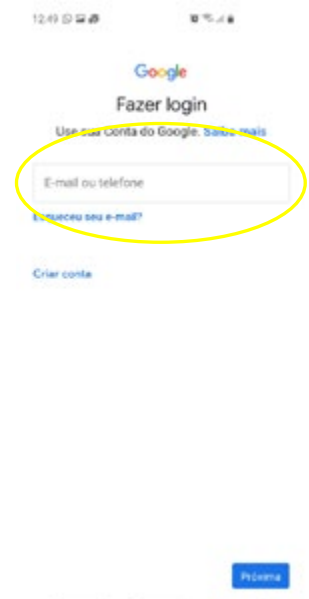 12:49
Google
Fazer login
Use sua Conta do Google. Saiba mais
E-mail ou telefone
Esqueceu seu e-mail?
Criar conta
Próxima